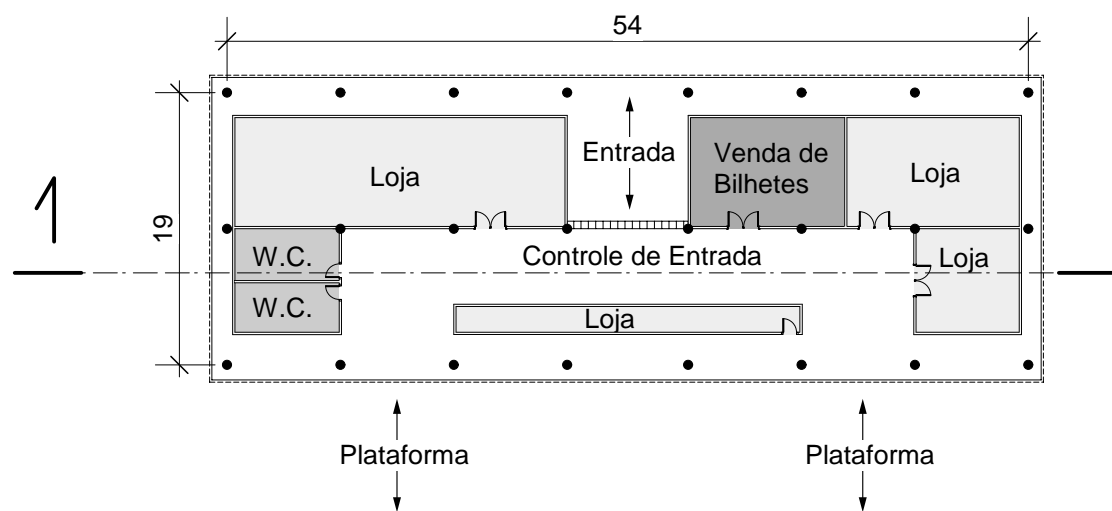 54
Entrada
Venda de
Bilhetes
Loja
Loja
1
19
W.C.
Controle de Entrada
Loja
W.C.
Loja
Plataforma
Plataforma